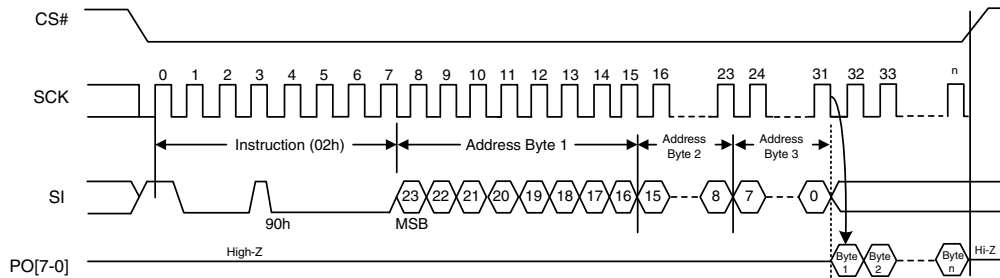 CS#
0 1 2 3 4 5 6 7 8 9 10 11 12 13 14 15 16 23 24 31 32 33 n
SCK
Instruction (02h) Address Byte 1 Address Byte 2 Address Byte 3
SI 23 22 21 20 19 18 17 16 15 8 7 0
90h MSB
PO[7-0] High-Z Byte 1 Byte 2 Byte n Hi-Z